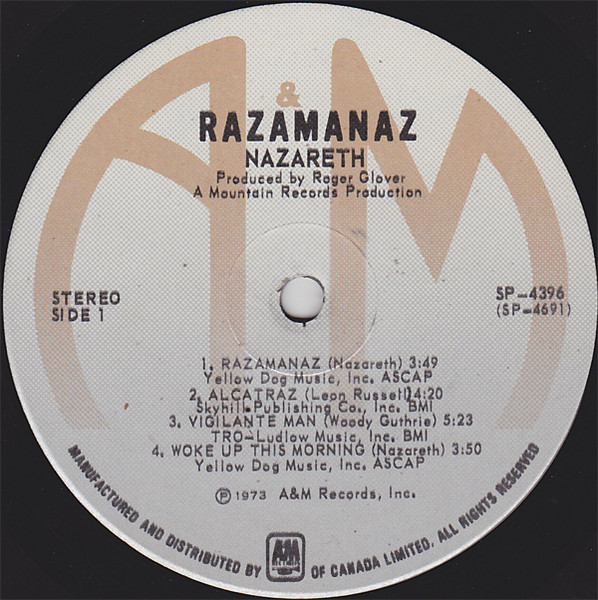 &
RAZAMANAZ
NAZARETH
Produced by Roger Glover
A Mountain Records Production
STEREO
SIDE 1
SP-4396
(SP-4691)
1. RAZAMANAZ (Nazareth) 3:49
Yellow Dog Music, Inc. ASCAP
2. ALCATRAZ (Leon Russell) 4:20
Skyhill Publishing Co., Inc. BMI
3. VIGILANTE MAN (Woody Guthrie) 5:23
TRO-Ludlow Music, Inc. BMI
4. WOKE UP THIS MORNING (Nazareth) 3:50
Yellow Dog Music, Inc. ASCAP
℗ 1973 A&M Records, Inc.
MANUFACTURED AND DISTRIBUTED BY A&M RECORDS OF CANADA LIMITED. ALL RIGHTS RESERVED